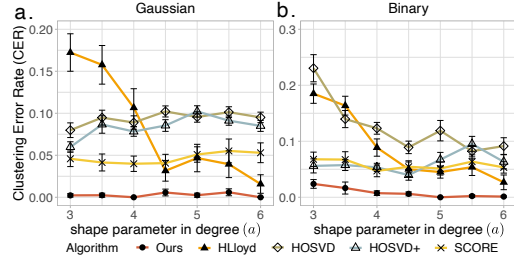 a. Gaussian
b. Binary
Clustering Error Rate (CER)
0.20
0.15
0.10
0.05
0.00
3 4 5 6
shape parameter in degree (a)
0.3
0.2
0.1
0.0
3 4 5 6
shape parameter in degree (a)
Algorithm Ours HLloyd HOSVD HOSVD+ SCORE